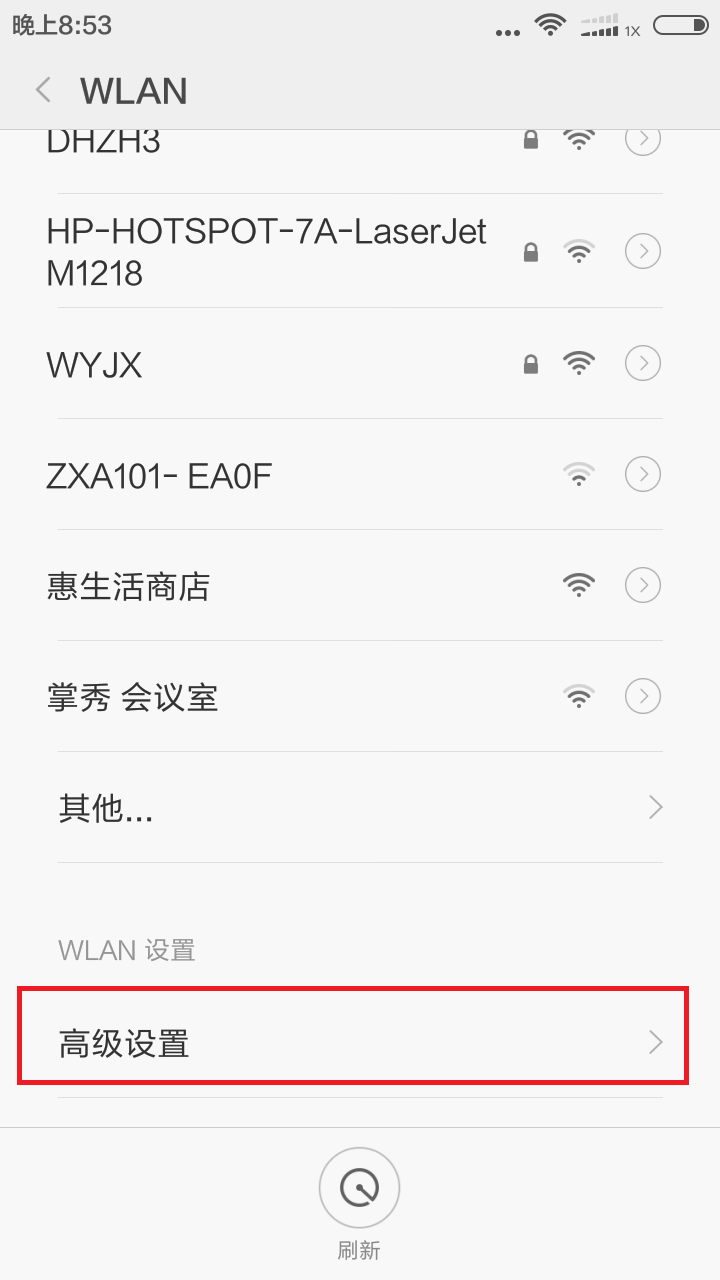 晚上8:53
1X
WLAN
DHZH3
HP-HOTSPOT-7A-LaserJet
M1218
WYJX
ZXA101- EA0F
惠生活商店
掌秀 会议室
其他...
WLAN 设置
高级设置
刷新